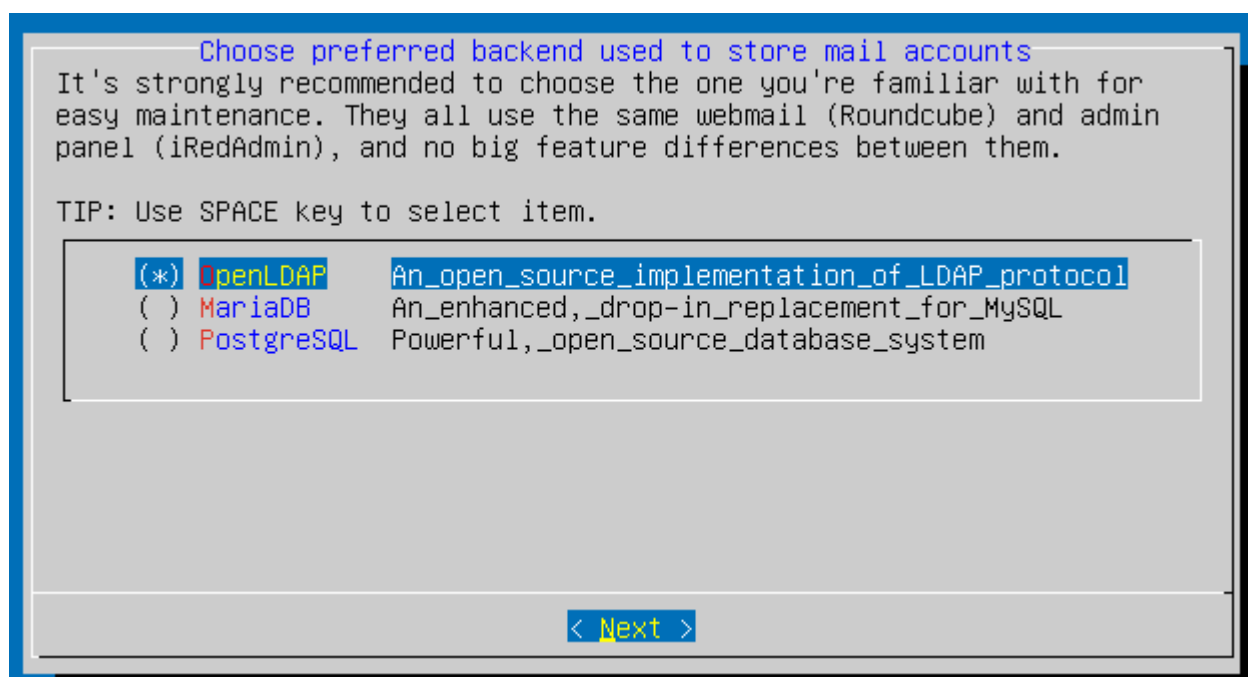 Choose preferred backend used to store mail accounts
It's strongly recommended to choose the one you're familiar with for
easy maintenance. They all use the same webmail (Roundcube) and admin
panel (iRedAdmin), and no big feature differences between them.
TIP: Use SPACE key to select item.
(*) OpenLDAP An_open_source_implementation_of_LDAP_protocol
( ) MariaDB An_enhanced,_drop-in_replacement_for_MySQL
( ) PostgreSQL Powerful,_open_source_database_system
< Next >